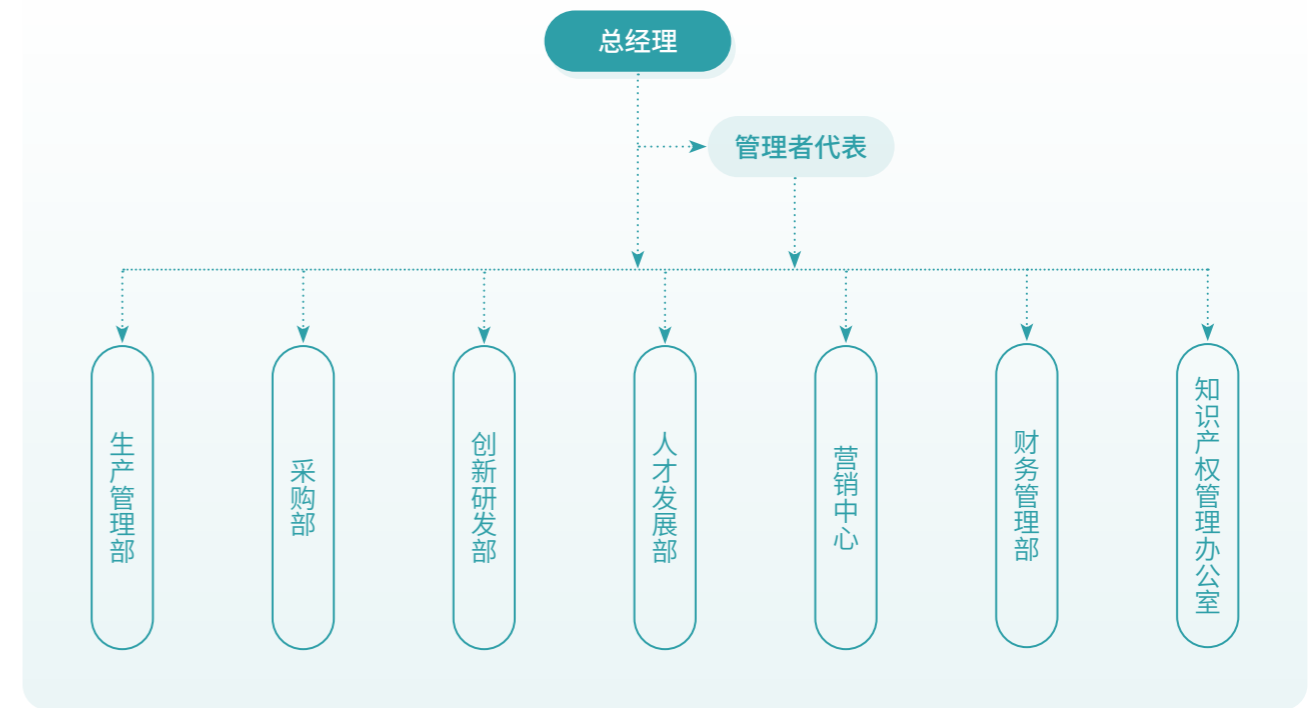 总经理
管理者代表
生产管理部
采购部
创新研发部
人才发展部
营销中心
财务管理部
知识产权管理办公室